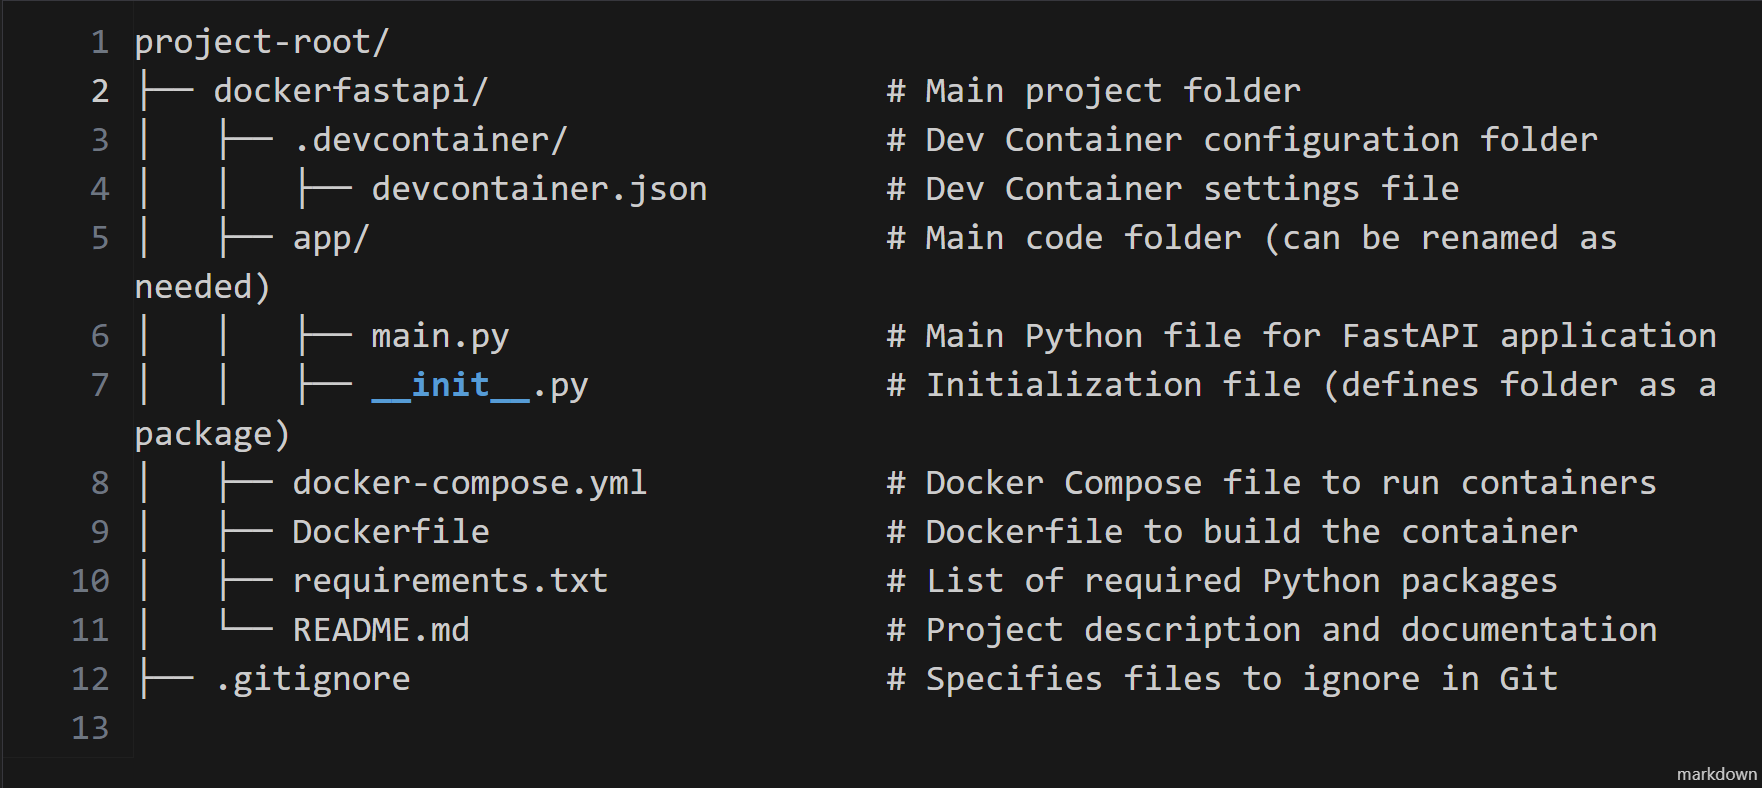 1 project-root/
2 ├── dockerfastapi/                    # Main project folder
3 │   ├── .devcontainer/                # Dev Container configuration folder
4 │   │   ├── devcontainer.json         # Dev Container settings file
5 │   ├── app/                          # Main code folder (can be renamed as
needed)
6 │   │   ├── main.py                   # Main Python file for FastAPI application
7 │   │   ├── __init__.py               # Initialization file (defines folder as a
package)
8 │   ├── docker-compose.yml            # Docker Compose file to run containers
9 │   ├── Dockerfile                    # Dockerfile to build the container
10 │   ├── requirements.txt              # List of required Python packages
11 │   └── README.md                     # Project description and documentation
12 ├── .gitignore                        # Specifies files to ignore in Git
13
markdown